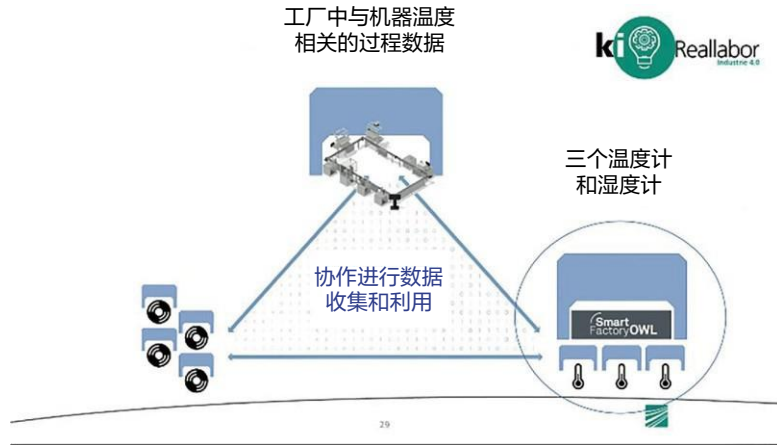 工厂中与机器温度
相关的过程数据
ki Reallabor
Industrie 4.0
三个温度计
和湿度计
协作进行数据
收集和利用
Smart
FactoryOWL
29